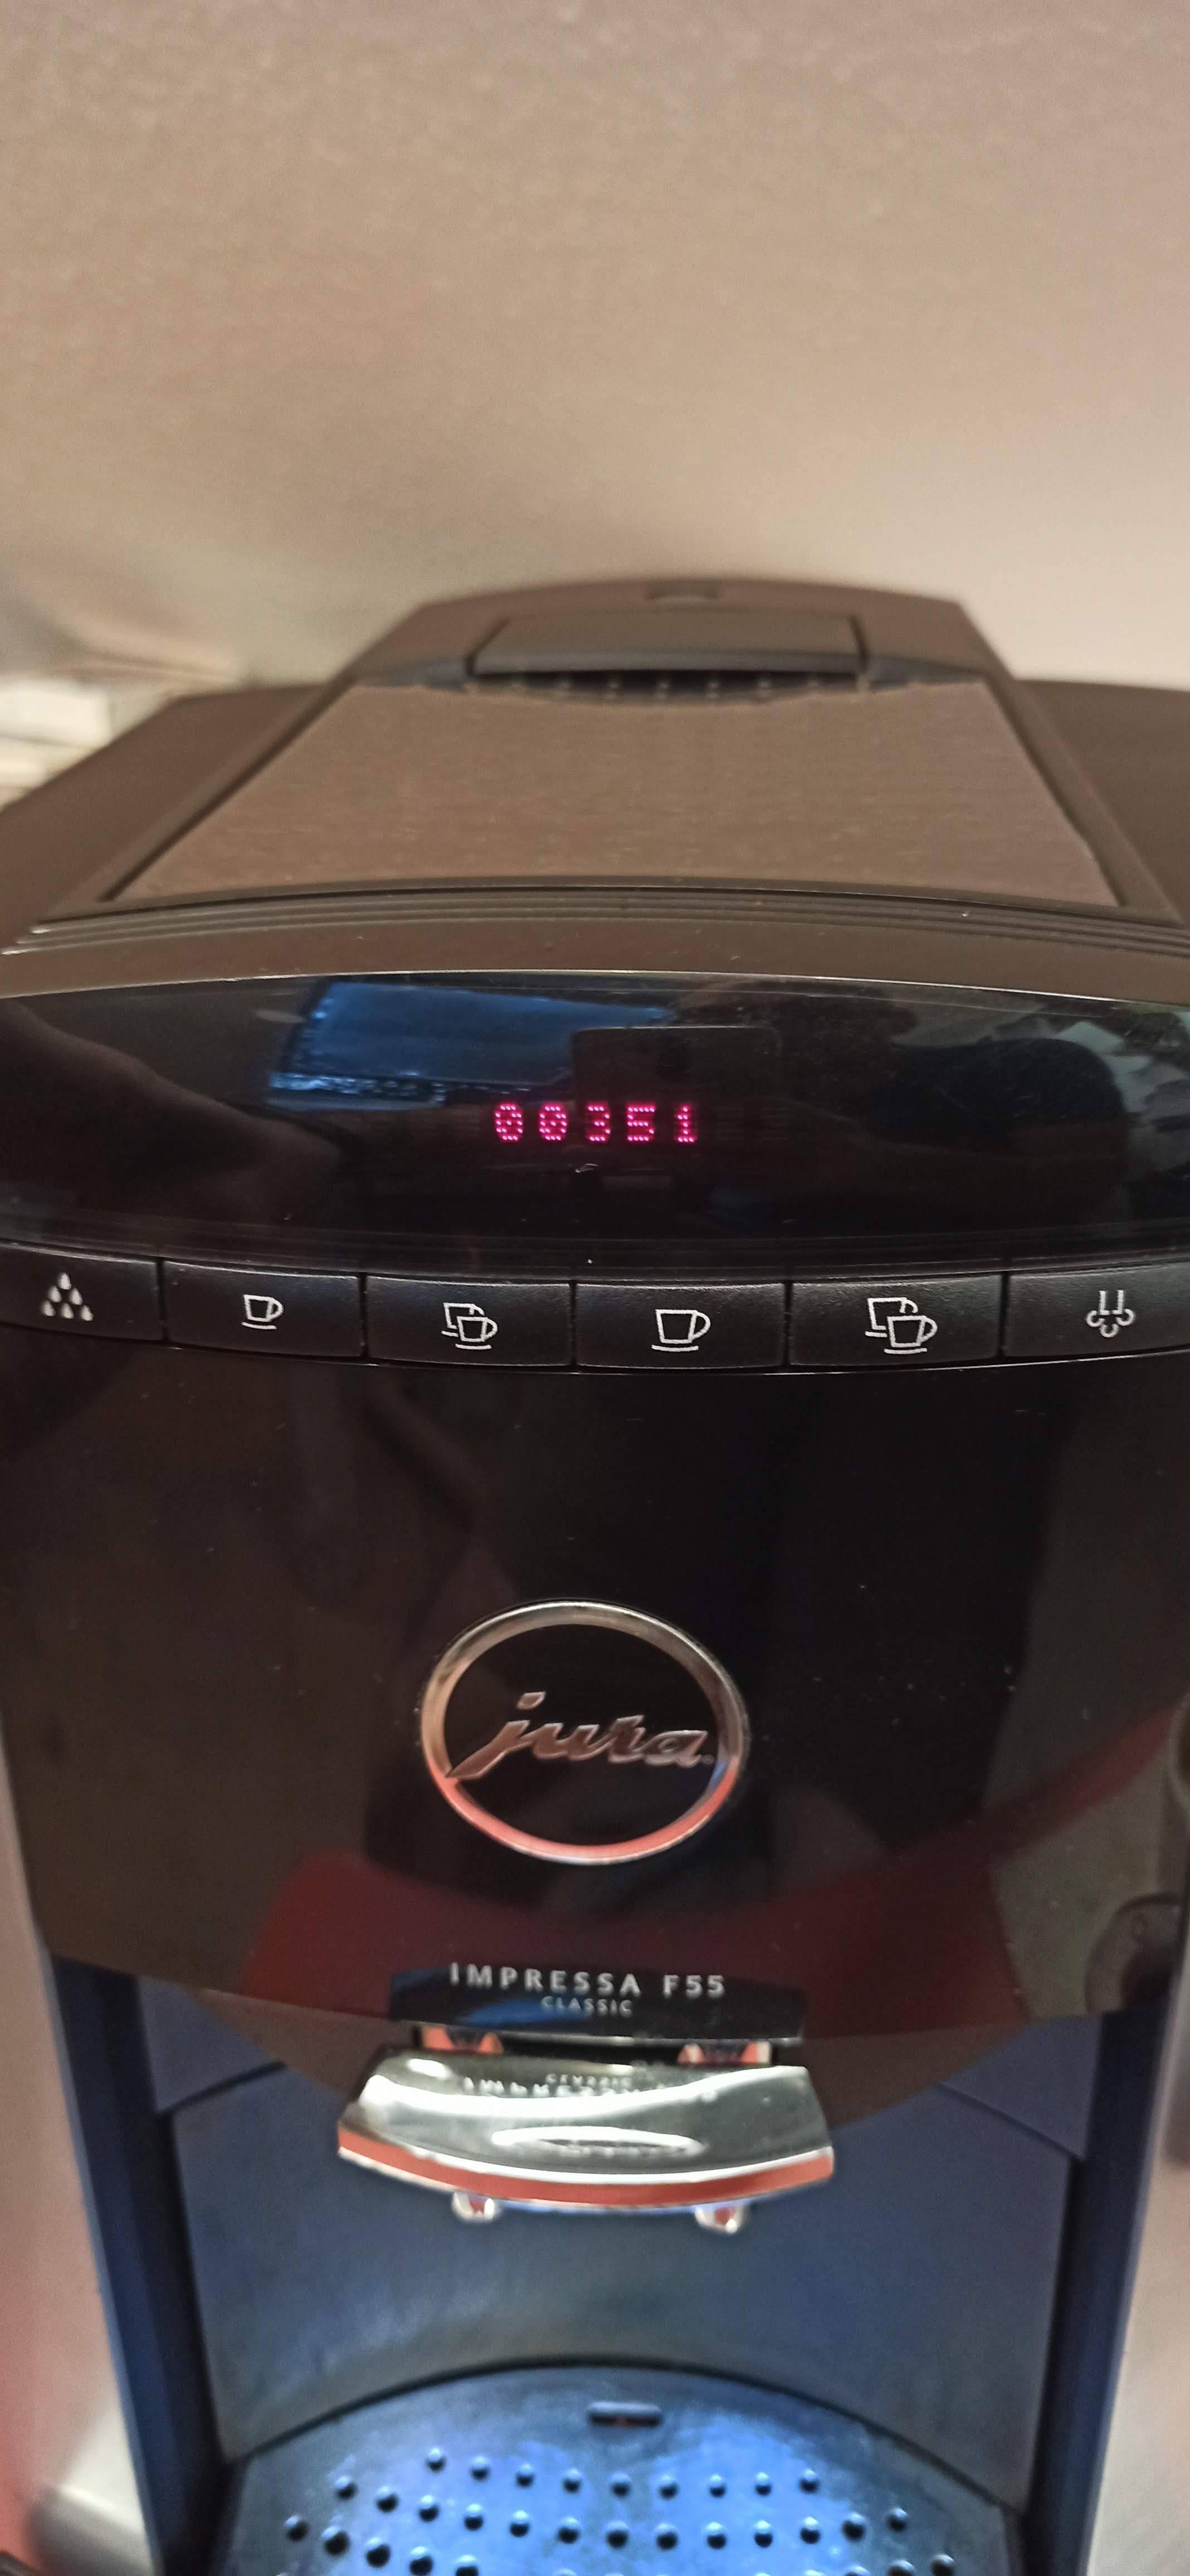 00351
jura
IMPRESSA F55
CLASSIC